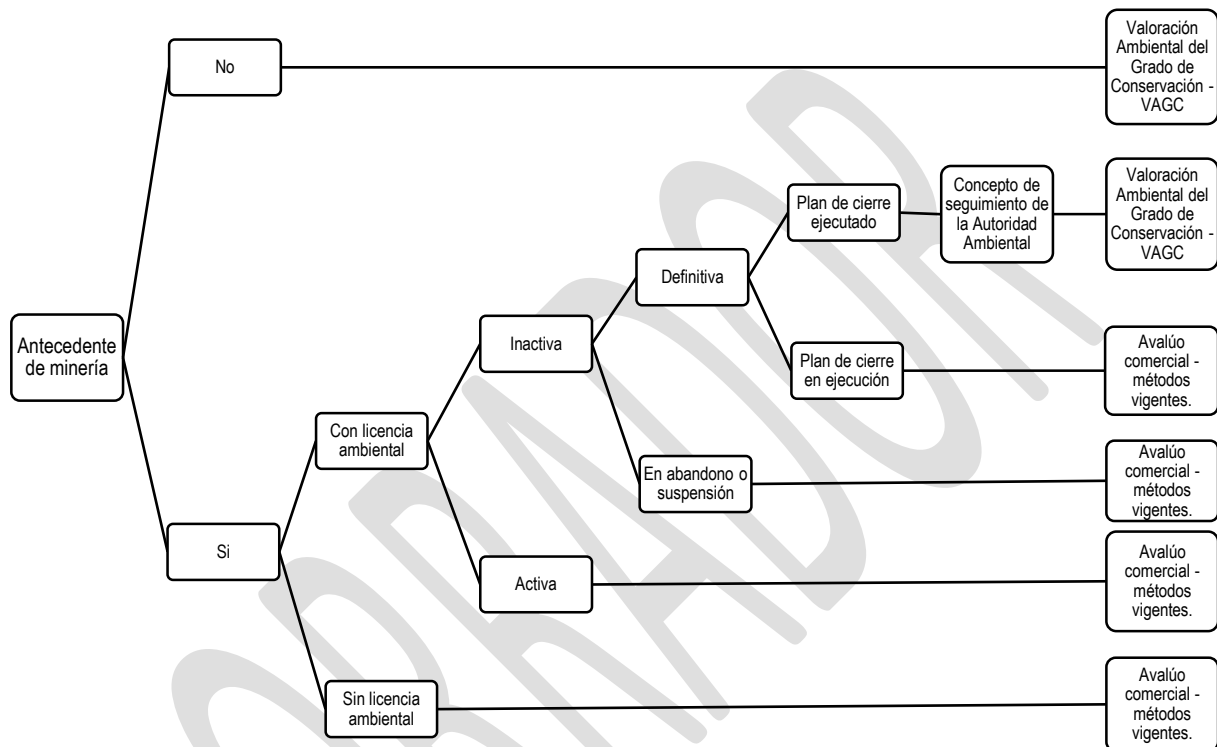 No
Valoración
Ambiental del
Grado de
Conservación -
VAGC
Plan de cierre
ejecutado
Concepto de
seguimiento de
la Autoridad
Ambiental
Valoración
Ambiental del
Grado de
Conservación -
VAGC
Definitiva
Antecedente
de minería
Inactiva
Plan de cierre
en ejecución
Avalúo
comercial -
métodos
vigentes.
Con licencia
ambiental
En abandono o
suspensión
Avalúo
comercial -
métodos
vigentes.
Si
Activa
Avalúo
comercial -
métodos
vigentes.
Sin licencia
ambiental
Avalúo
comercial -
métodos
vigentes.
ORRADOR